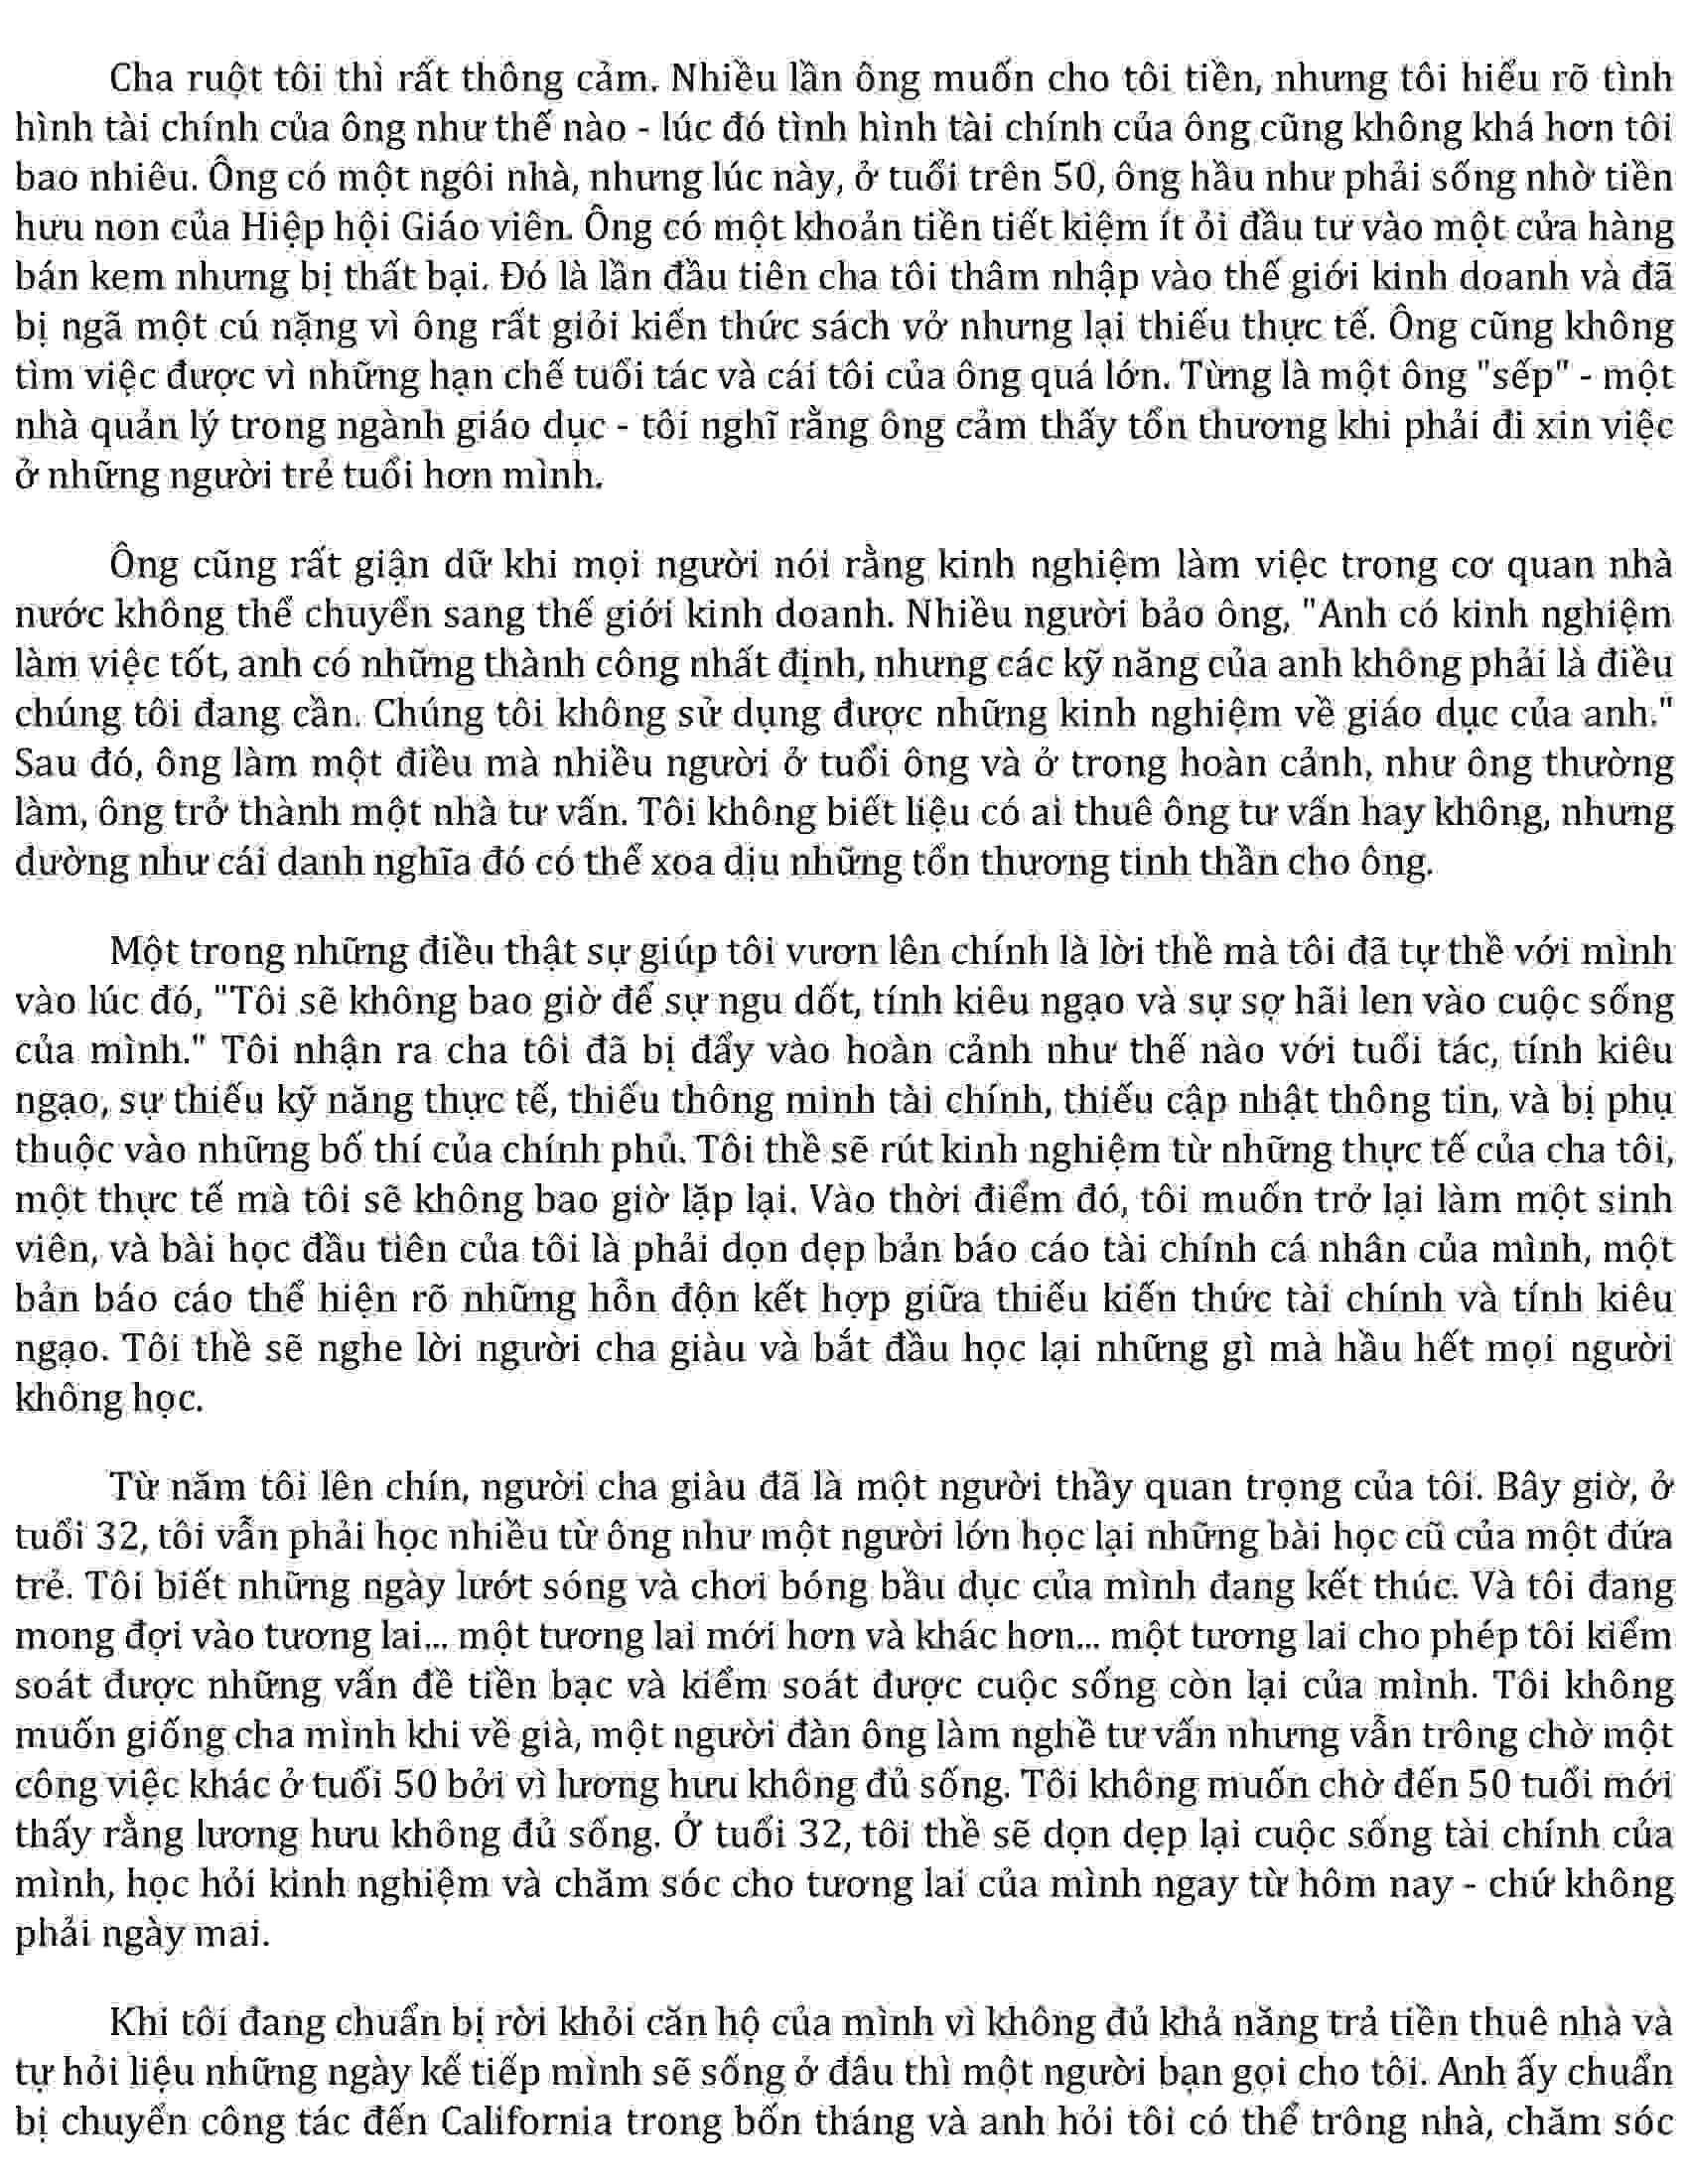 Cha ruột tôi thì rất thông cảm. Nhiều lần ông muốn cho tôi tiền, nhưng tôi hiểu rõ tình
hình tài chính của ông như thế nào - lúc đó tình hình tài chính của ông cũng không khá hơn tôi
bao nhiêu. Ông có một ngôi nhà, nhưng lúc này, ở tuổi trên 50, ông hầu như phải sống nhờ tiền
hưu non của Hiệp hội Giáo viên. Ông có một khoản tiền tiết kiệm ít ỏi đầu tư vào một cửa hàng
bán kem nhưng bị thất bại. Đó là lần đầu tiên cha tôi thâm nhập vào thế giới kinh doanh và đã
bị ngã một cú nặng vì ông rất giỏi kiến thức sách vở nhưng lại thiếu thực tế. Ông cũng không
tìm việc được vì những hạn chế tuổi tác và cái tôi của ông quá lớn. Từng là một ông "sếp" - một
nhà quản lý trong ngành giáo dục - tôi nghĩ rằng ông cảm thấy tổn thương khi phải đi xin việc
ở những người trẻ tuổi hơn mình.
Ông cũng rất giận dữ khi mọi người nói rằng kinh nghiệm làm việc trong cơ quan nhà
nước không thể chuyển sang thế giới kinh doanh. Nhiều người bảo ông, "Anh có kinh nghiệm
làm việc tốt, anh có những thành công nhất định, nhưng các kỹ năng của anh không phải là điều
chúng tôi đang cần. Chúng tôi không sử dụng được những kinh nghiệm về giáo dục của anh."
Sau đó, ông làm một điều mà nhiều người ở tuổi ông và ở trong hoàn cảnh, như ông thường
làm, ông trở thành một nhà tư vấn. Tôi không biết liệu có ai thuê ông tư vấn hay không, nhưng
dường như cái danh nghĩa đó có thể xoa dịu những tổn thương tinh thần cho ông.
Một trong những điều thật sự giúp tôi vươn lên chính là lời thề mà tôi đã tự thề với mình
vào lúc đó, "Tôi sẽ không bao giờ để sự ngu dốt, tính kiêu ngạo và sự sợ hãi len vào cuộc sống
của mình." Tôi nhận ra cha tôi đã bị đẩy vào hoàn cảnh như thế nào với tuổi tác, tính kiêu
ngạo, sự thiếu kỹ năng thực tế, thiếu thông minh tài chính, thiếu cập nhật thông tin, và bị phụ
thuộc vào những bố thí của chính phủ. Tôi thề sẽ rút kinh nghiệm từ những thực tế của cha tôi,
một thực tế mà tôi sẽ không bao giờ lặp lại. Vào thời điểm đó, tôi muốn trở lại làm một sinh
viên, và bài học đầu tiên của tôi là phải dọn dẹp bản báo cáo tài chính cá nhân của mình, một
bản báo cáo thể hiện rõ những hỗn độn kết hợp giữa thiếu kiến thức tài chính và tính kiêu
ngạo. Tôi thề sẽ nghe lời người cha giàu và bắt đầu học lại những gì mà hầu hết mọi người
không học.
Từ năm tôi lên chín, người cha giàu đã là một người thầy quan trọng của tôi. Bây giờ, ở
tuổi 32, tôi vẫn phải học nhiều từ ông như một người lớn học lại những bài học cũ của một đứa
trẻ. Tôi biết những ngày lướt sóng và chơi bóng bầu dục của mình đang kết thúc. Và tôi đang
mong đợi vào tương lai... một tương lai mới hơn và khác hơn... một tương lai cho phép tôi kiểm
soát được những vấn đề tiền bạc và kiểm soát được cuộc sống còn lại của mình. Tôi không
muốn giống cha mình khi về già, một người đàn ông làm nghề tư vấn nhưng vẫn trông chờ một
công việc khác ở tuổi 50 bởi vì lương hưu không đủ sống. Tôi không muốn chờ đến 50 tuổi mới
thấy rằng lương hưu không đủ sống. Ở tuổi 32, tôi thề sẽ dọn dẹp lại cuộc sống tài chính của
mình, học hỏi kinh nghiệm và chăm sóc cho tương lai của mình ngay từ hôm nay - chứ không
phải ngày mai.
Khi tôi đang chuẩn bị rời khỏi căn hộ của mình vì không đủ khả năng trả tiền thuê nhà và
tự hỏi liệu những ngày kế tiếp mình sẽ sống ở đâu thì một người bạn gọi cho tôi. Anh ấy chuẩn
bị chuyển công tác đến California trong bốn tháng và anh hỏi tôi có thể trông nhà, chăm sóc